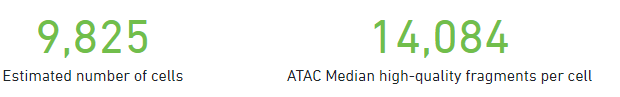 9,825
14,084
Estimated number of cells
ATAC Median high-quality fragments per cell